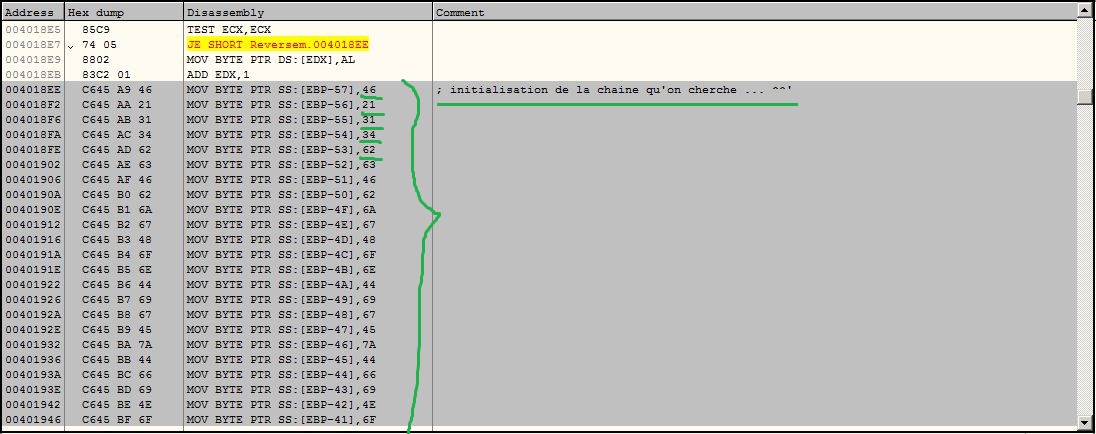 Address Hex dump Disassembly Comment
004018E5 85C9 TEST ECX,ECX
004018E7 74 05 JE SHORT Reversem.004018EE
004018E9 8802 MOV BYTE PTR DS:[EDX],AL
004018EB 83C2 01 ADD EDX,1
004018EE C645 A9 46 MOV BYTE PTR SS:[EBP-57],46 ; initialisation de la chaine qu'on cherche ...
004018F2 C645 AA 21 MOV BYTE PTR SS:[EBP-56],21
004018F6 C645 AB 31 MOV BYTE PTR SS:[EBP-55],31
004018FA C645 AC 34 MOV BYTE PTR SS:[EBP-54],34
004018FE C645 AD 62 MOV BYTE PTR SS:[EBP-53],62
00401902 C645 AE 63 MOV BYTE PTR SS:[EBP-52],63
00401906 C645 AF 46 MOV BYTE PTR SS:[EBP-51],46
0040190A C645 B0 62 MOV BYTE PTR SS:[EBP-50],62
0040190E C645 B1 6A MOV BYTE PTR SS:[EBP-4F],6A
00401912 C645 B2 67 MOV BYTE PTR SS:[EBP-4E],67
00401916 C645 B3 48 MOV BYTE PTR SS:[EBP-4D],48
0040191A C645 B4 6F MOV BYTE PTR SS:[EBP-4C],6F
0040191E C645 B5 6E MOV BYTE PTR SS:[EBP-4B],6E
00401922 C645 B6 44 MOV BYTE PTR SS:[EBP-4A],44
00401926 C645 B7 69 MOV BYTE PTR SS:[EBP-49],69
0040192A C645 B8 67 MOV BYTE PTR SS:[EBP-48],67
0040192E C645 B9 45 MOV BYTE PTR SS:[EBP-47],45
00401932 C645 BA 7A MOV BYTE PTR SS:[EBP-46],7A
00401936 C645 BB 44 MOV BYTE PTR SS:[EBP-45],44
0040193A C645 BC 66 MOV BYTE PTR SS:[EBP-44],66
0040193E C645 BD 69 MOV BYTE PTR SS:[EBP-43],69
00401942 C645 BE 4E MOV BYTE PTR SS:[EBP-42],4E
00401946 C645 BF 6F MOV BYTE PTR SS:[EBP-41],6F